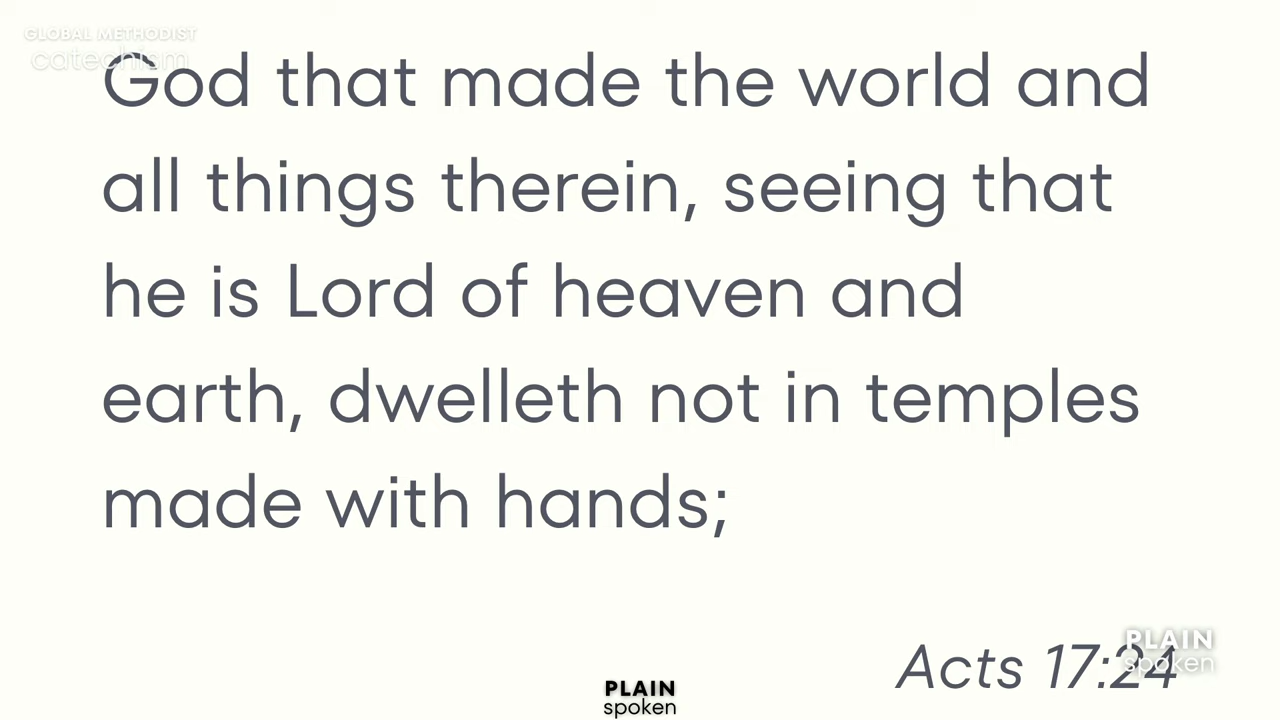 GLOBAL METHODIST
catechism
God that made the world and
all things therein, seeing that
he is Lord of heaven and
earth, dwelleth not in temples
made with hands;
Acts 17:24
PLAIN
spoken
PLAIN
spoken